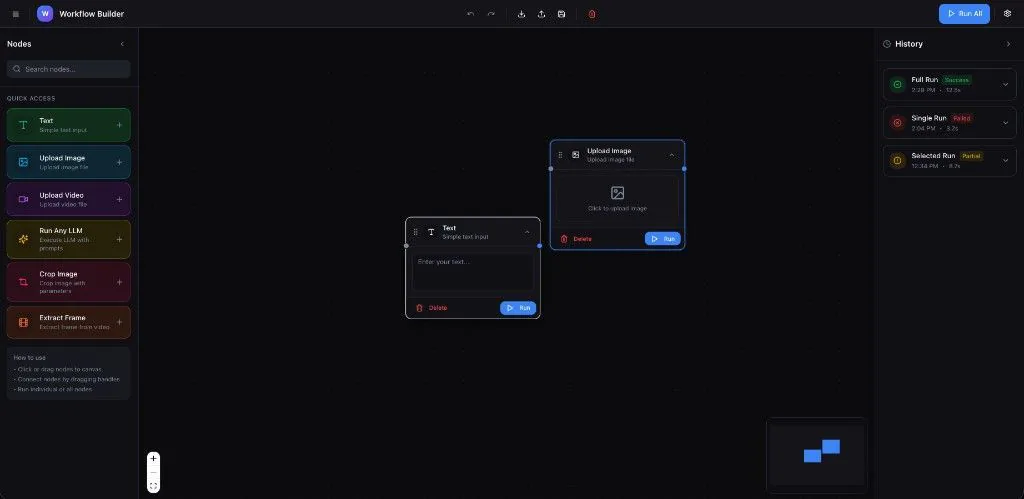 W
Workflow Builder
Run All
Nodes
Search nodes...
QUICK ACCESS
Text
Simple text input
Upload Image
Upload image file
Upload Video
Upload video file
Run Any LLM
Execute LLM with
prompts
Crop Image
Crop image with
parameters
Extract Frame
Extract frame from video
How to use
• Click or drag nodes to canvas
• Connect nodes by dragging handles
• Run individual or all nodes
Text
Simple text input
Enter your text...
Delete
Run
Upload Image
Upload image file
Click to upload image
Delete
Run
History
Full Run Success
2:29 PM • 12.5s
Single Run Failed
2:04 PM • 3.2s
Selected Run Partial
12:34 PM • 8.7s